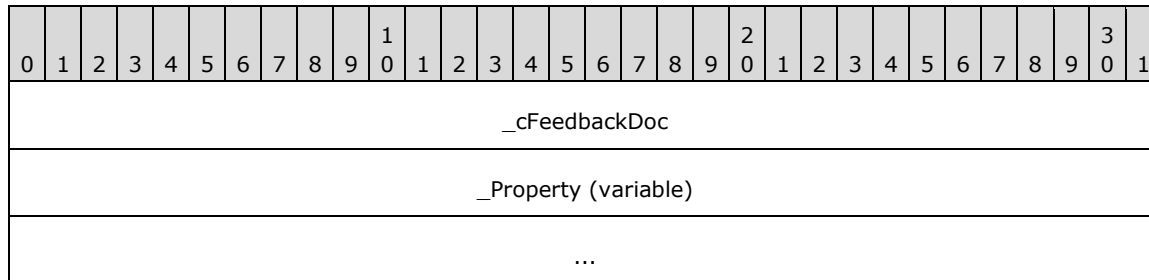 1 2 3
0 1 2 3 4 5 6 7 8 9 0 1 2 3 4 5 6 7 8 9 0 1 2 3 4 5 6 7 8 9 0 1
_cFeedbackDoc
_Property (variable)
...